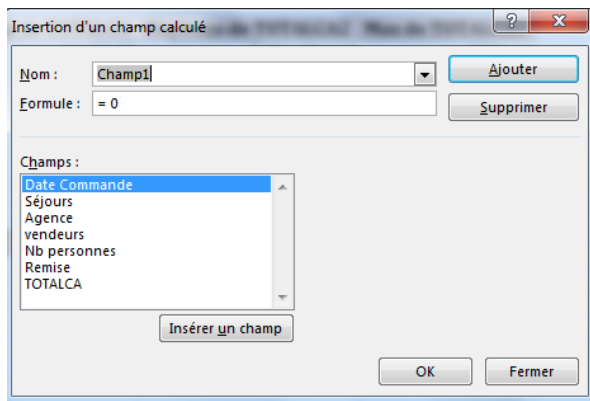 Insertion d'un champ calculé
Nom :
Champ1
Ajouter
Formule :
= 0
Supprimer
Champs :
Date Commande
Séjours
Agence
vendeurs
Nb personnes
Remise
TOTALCA
Insérer un champ
OK
Fermer